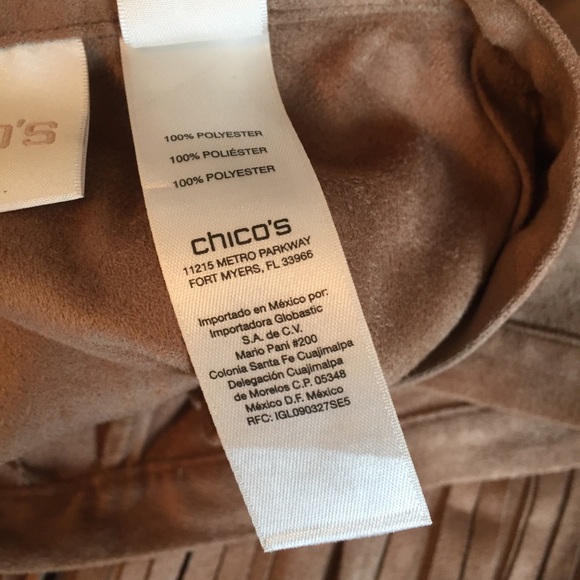 o's
100% POLYESTER
100% POLIÉSTER
100% POLYESTER
chico's
11215 METRO PARKWAY
FORT MYERS, FL 33966
Importado en México por:
Importadora Globastic
S.A. de C.V.
Mario Pani #200
Colonia Santa Fe Cuajimalpa
Delegación Cuajimalpa
de Morelos C.P. 05348
México D.F. México
RFC: IGL090327SE5